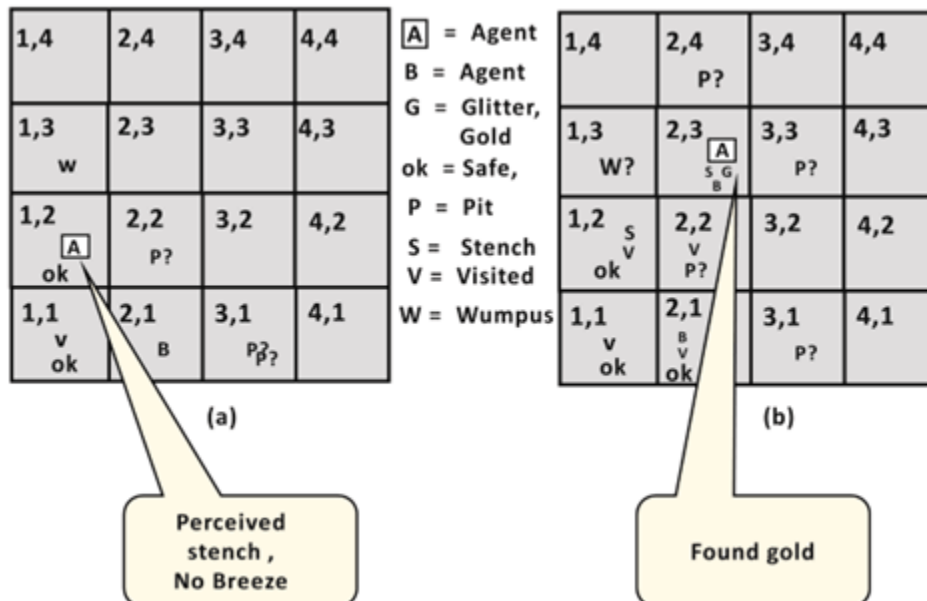 1,4 2,4 3,4 4,4
1,3 2,3 3,3 4,3
w
1,2 2,2 3,2 4,2
A
P?
ok
1,1 2,1 3,1 4,1
v B P?
P?
ok
(a)
Perceived
stench ,
No Breeze
A = Agent
B = Agent
G = Glitter,
Gold
ok = Safe,
P = Pit
S = Stench
V = Visited
W = Wumpus
1,4 2,4 3,4 4,4
P?
1,3 2,3 3,3 4,3
A
W? S G P?
B
1,2 2,2 3,2 4,2
S
V V
ok P?
1,1 2,1 3,1 4,1
B
v V P?
ok ok
(b)
Found gold